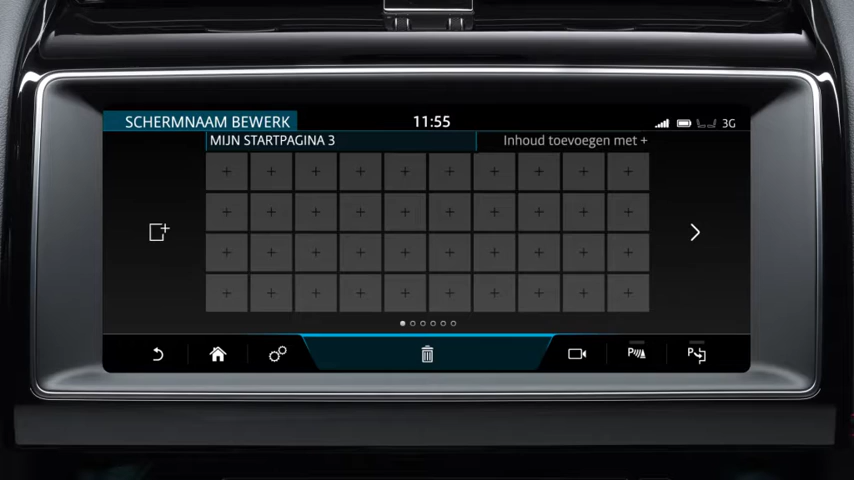 SCHERMNAAM BEWERK
11:55
3G
MIJN STARTPAGINA 3
Inhoud toevoegen met +